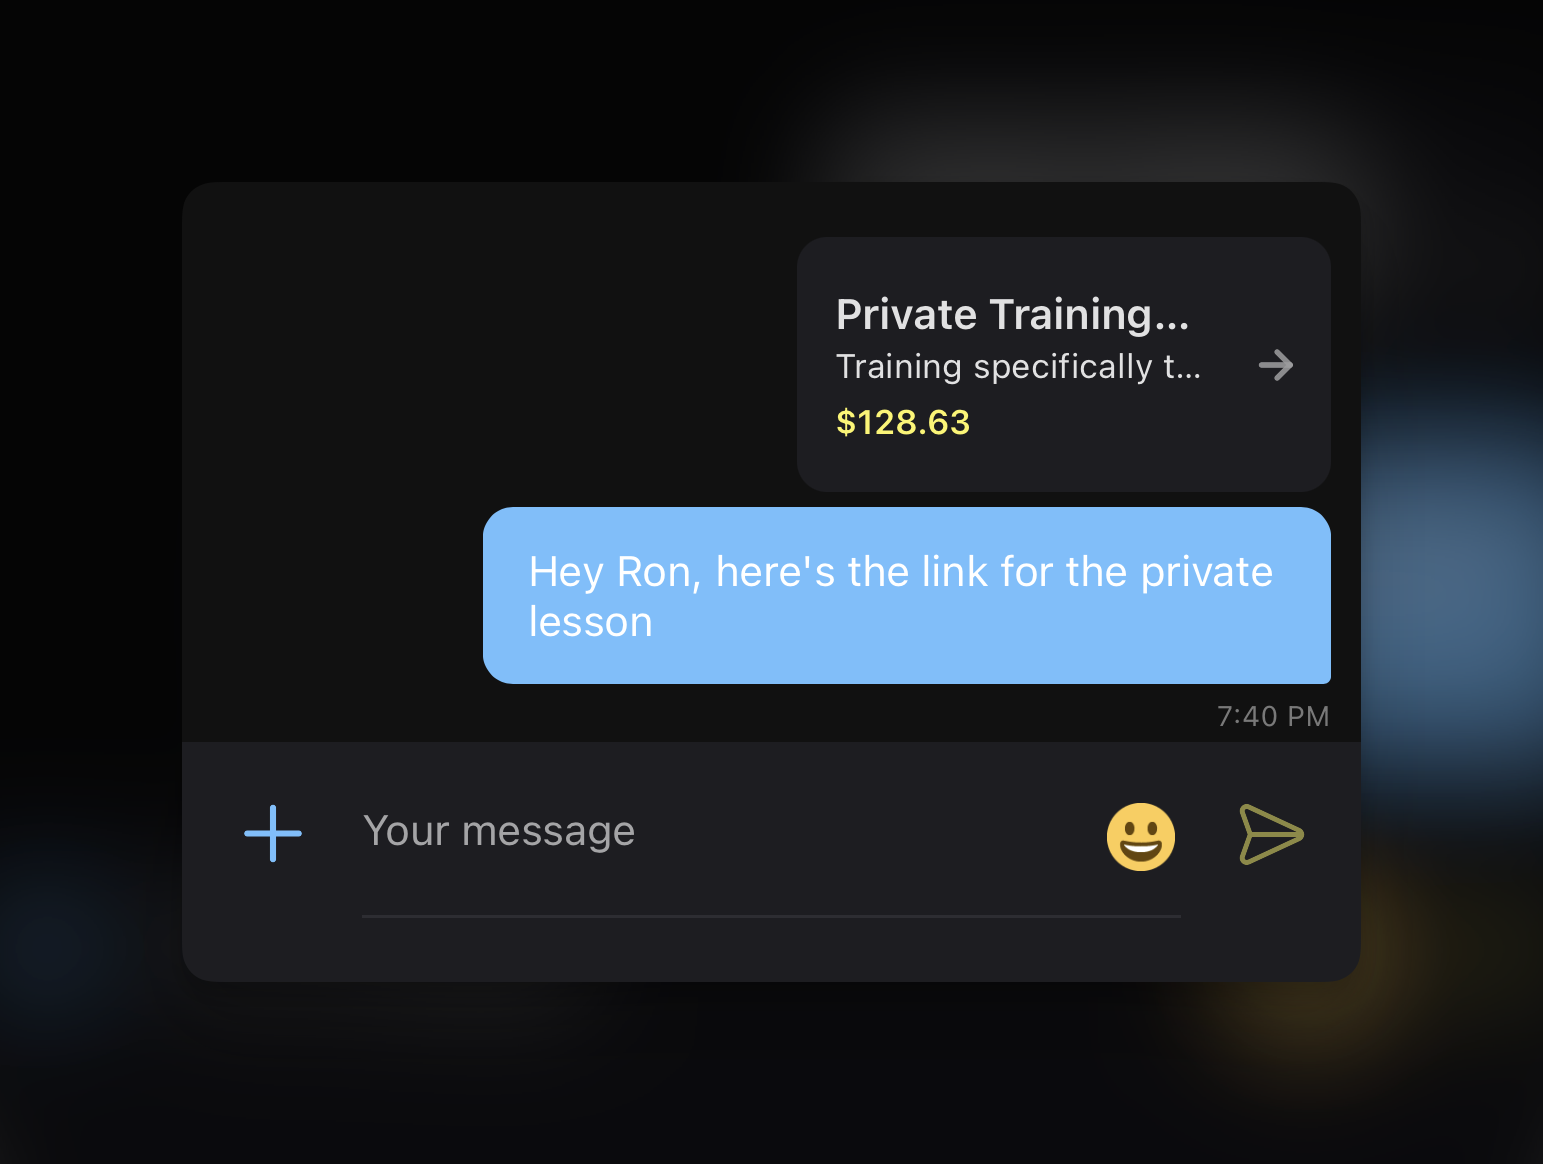 Private Training...
Training specifically t...
$128.63
Hey Ron, here's the link for the private
lesson
7:40 PM
Your message